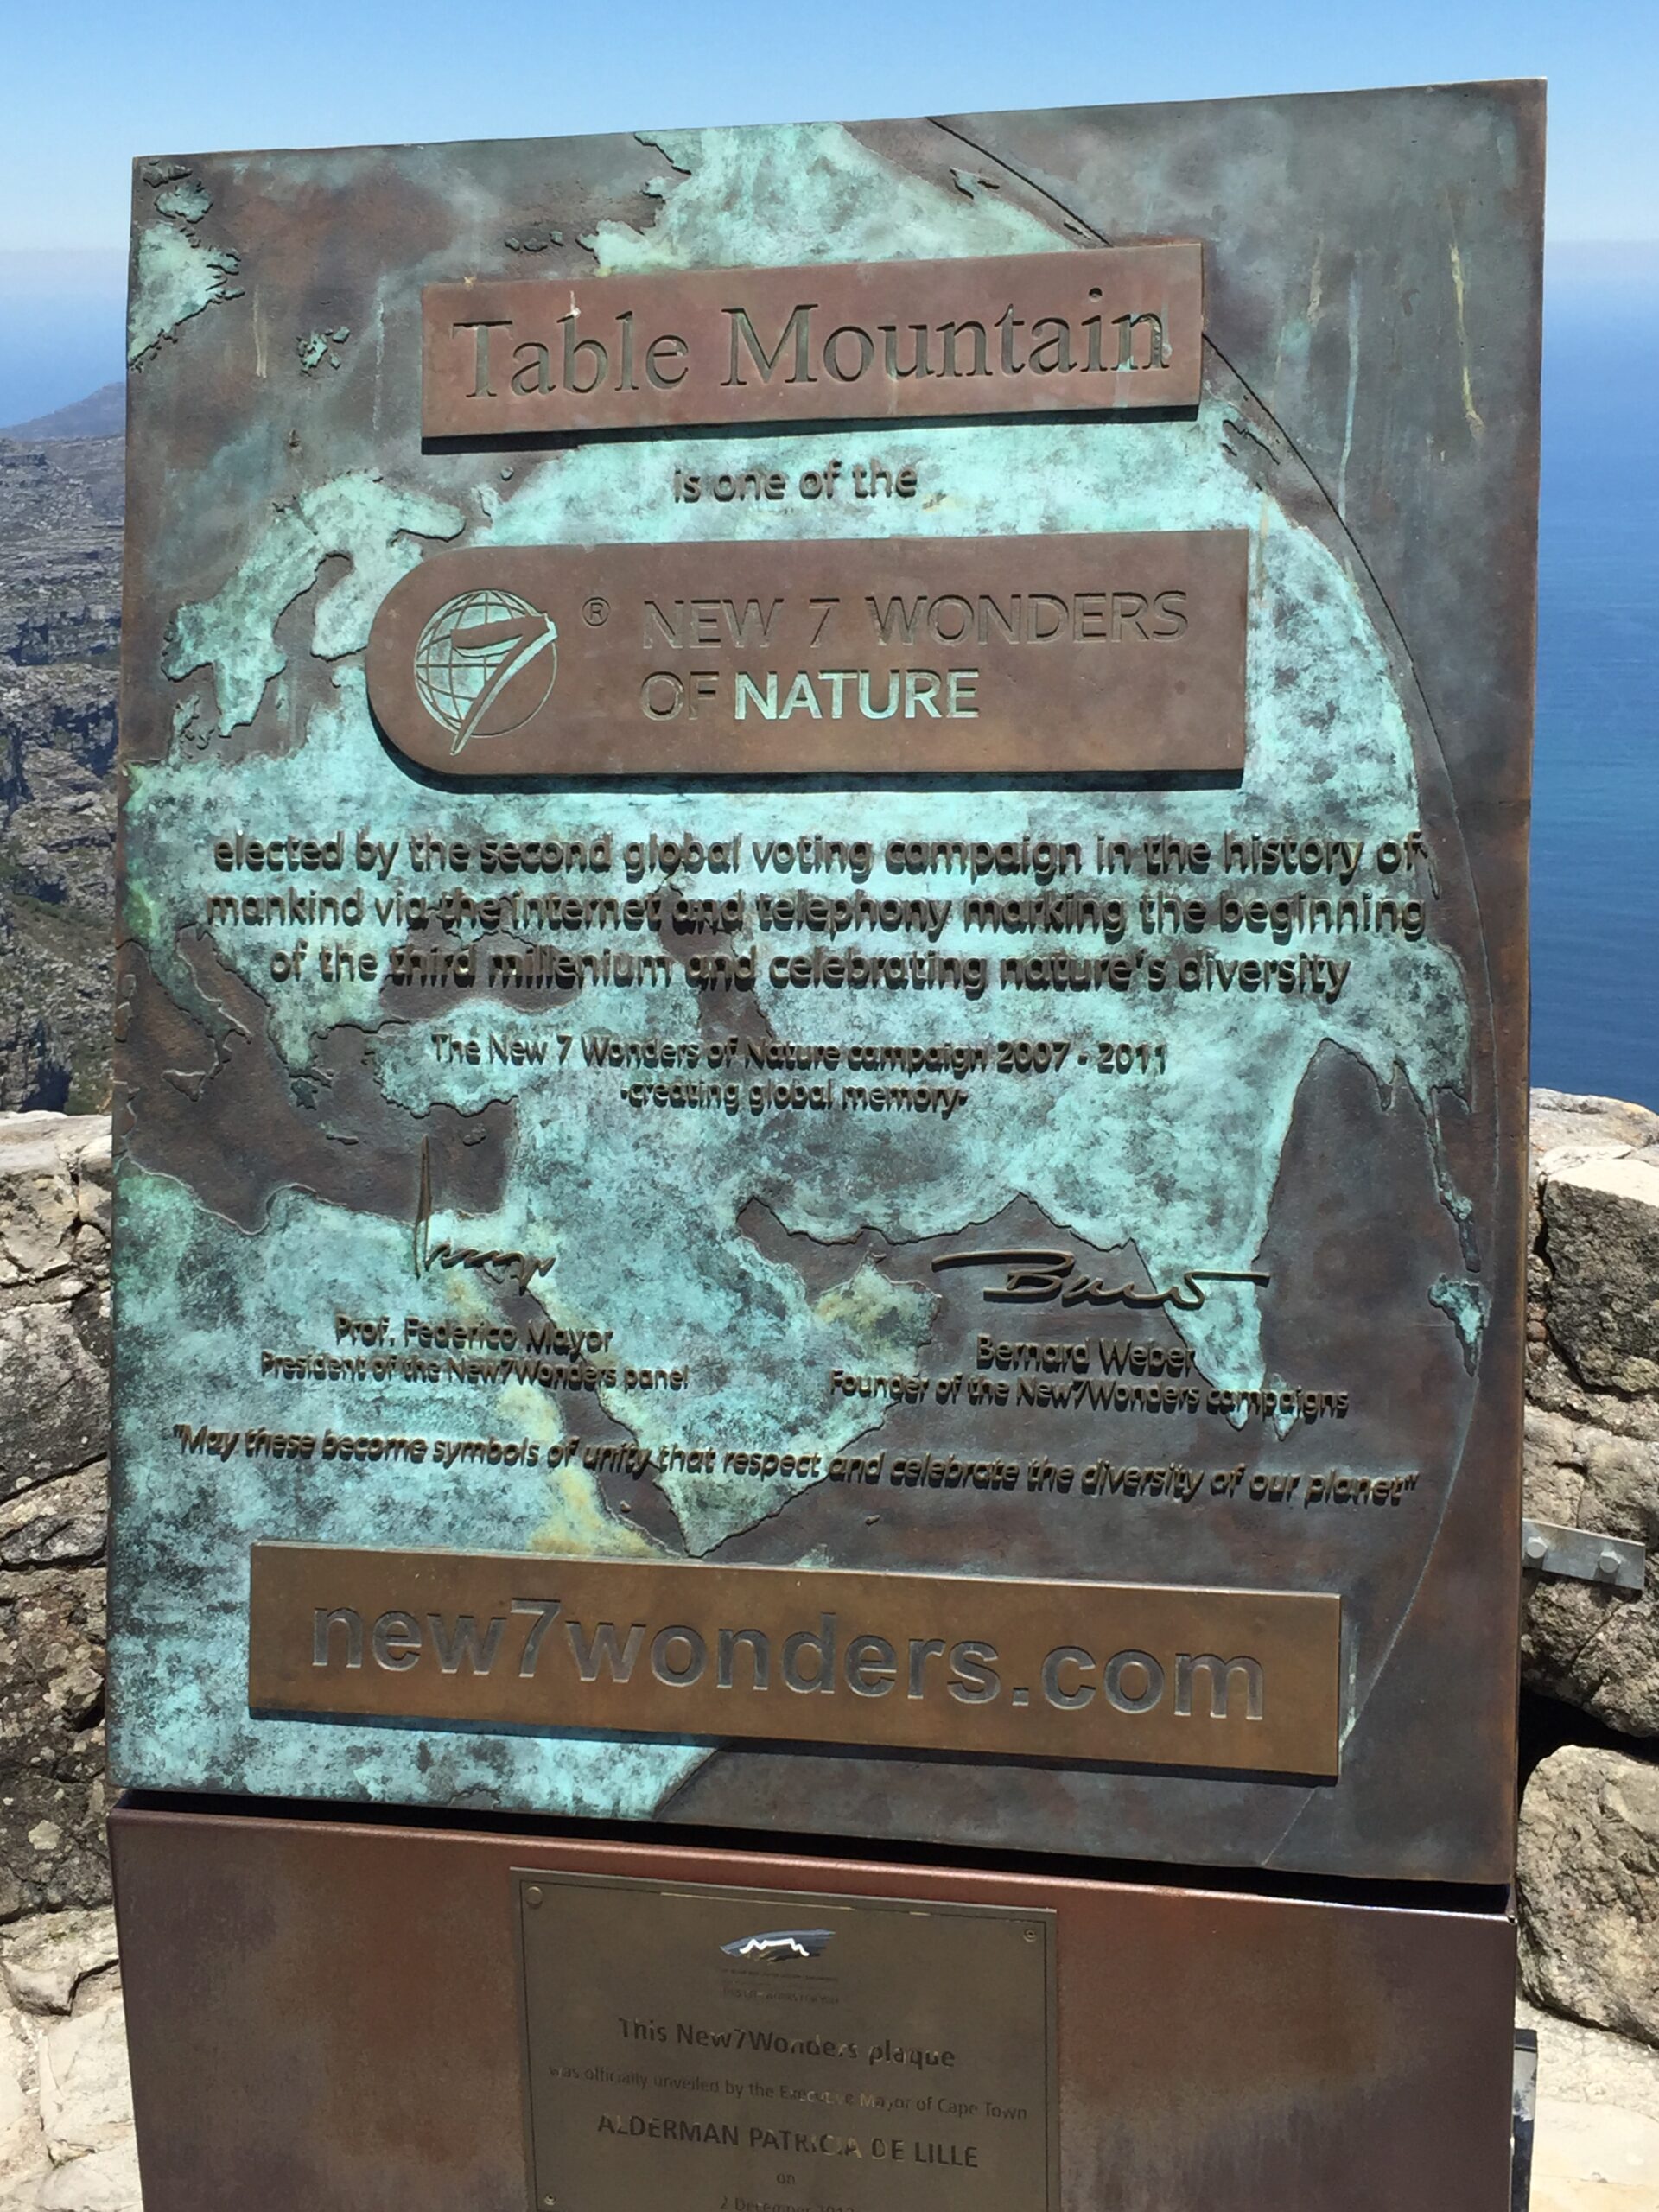 Table Mountain
is one of the
7 ® NEW 7 WONDERS
OF NATURE
elected by the second global voting campaign in the history of
mankind via the internet and telephony marking the beginning
of the third millenium and celebrating nature's diversity
The New 7 Wonders of Nature campaign 2007 - 2011
-creating global memory-
Prof. Federico Mayor
President of the New7Wonders panel
Bernard Weber
Founder of the New7Wonders campaigns
"May these become symbols of unity that respect and celebrate the diversity of our planet"
new7wonders.com
This New7Wonders plaque
was officially unveiled by the Executive Mayor of Cape Town
ALDERMAN PATRICIA DE LILLE
on
2 December 2012